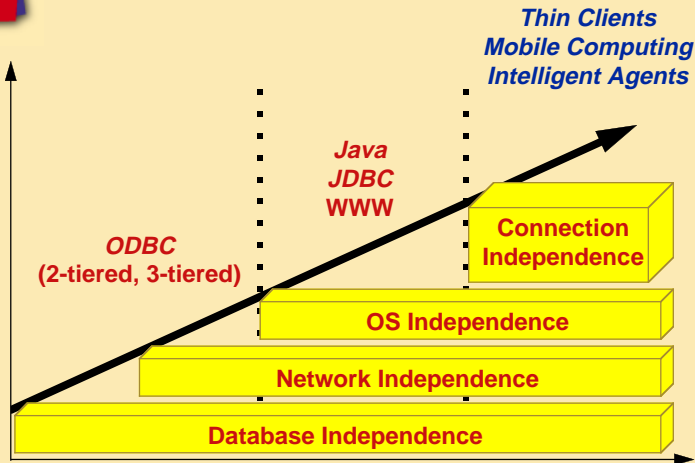 Thin Clients
Mobile Computing
Intelligent Agents
Java
JDBC
WWW
ODBC
(2-tiered, 3-tiered)
Connection
Independence
OS Independence
Network Independence
Database Independence